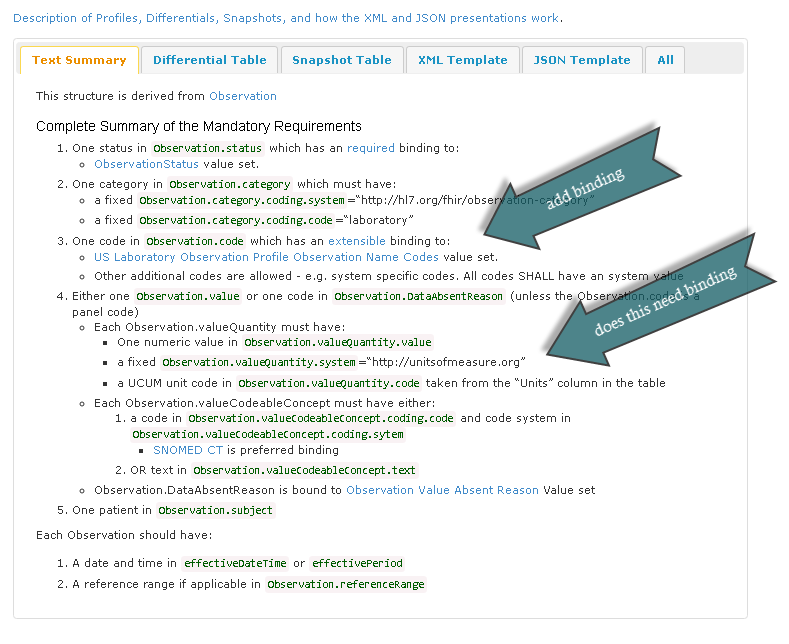 Description of Profiles, Differentials, Snapshots, and how the XML and JSON presentations work.
Text Summary
Differential Table
Snapshot Table
XML Template
JSON Template
All
This structure is derived from Observation
Complete Summary of the Mandatory Requirements
1. One status in Observation.status which has an required binding to:
ObservationStatus value set.
2. One category in Observation.category which must have:
a fixed Observation.category.coding.system=“http://hl7.org/fhir/observation-category”
a fixed Observation.category.coding.code=“laboratory”
add binding
3. One code in Observation.code which has an extensible binding to:
US Laboratory Observation Profile Observation Name Codes value set.
Other additional codes are allowed - e.g. system specific codes. All codes SHALL have an system value
4. Either one Observation.value or one code in Observation.DataAbsentReason (unless the Observation.code is a
panel code)
does this need binding
Each Observation.valueQuantity must have:
One numeric value in Observation.valueQuantity.value
a fixed Observation.valueQuantity.system=“http://unitsofmeasure.org”
a UCUM unit code in Observation.valueQuantity.code taken from the “Units” column in the table
Each Observation.valueCodeableConcept must have either:
1. a code in Observation.valueCodeableConcept.coding.code and code system in
Observation.valueCodeableConcept.coding.sytem
SNOMED CT is preferred binding
2. OR text in Observation.valueCodeableConcept.text
Observation.DataAbsentReason is bound to Observation Value Absent Reason Value set
5. One patient in Observation.subject
Each Observation should have:
1. A date and time in effectiveDateTime or effectivePeriod
2. A reference range if applicable in Observation.referenceRange